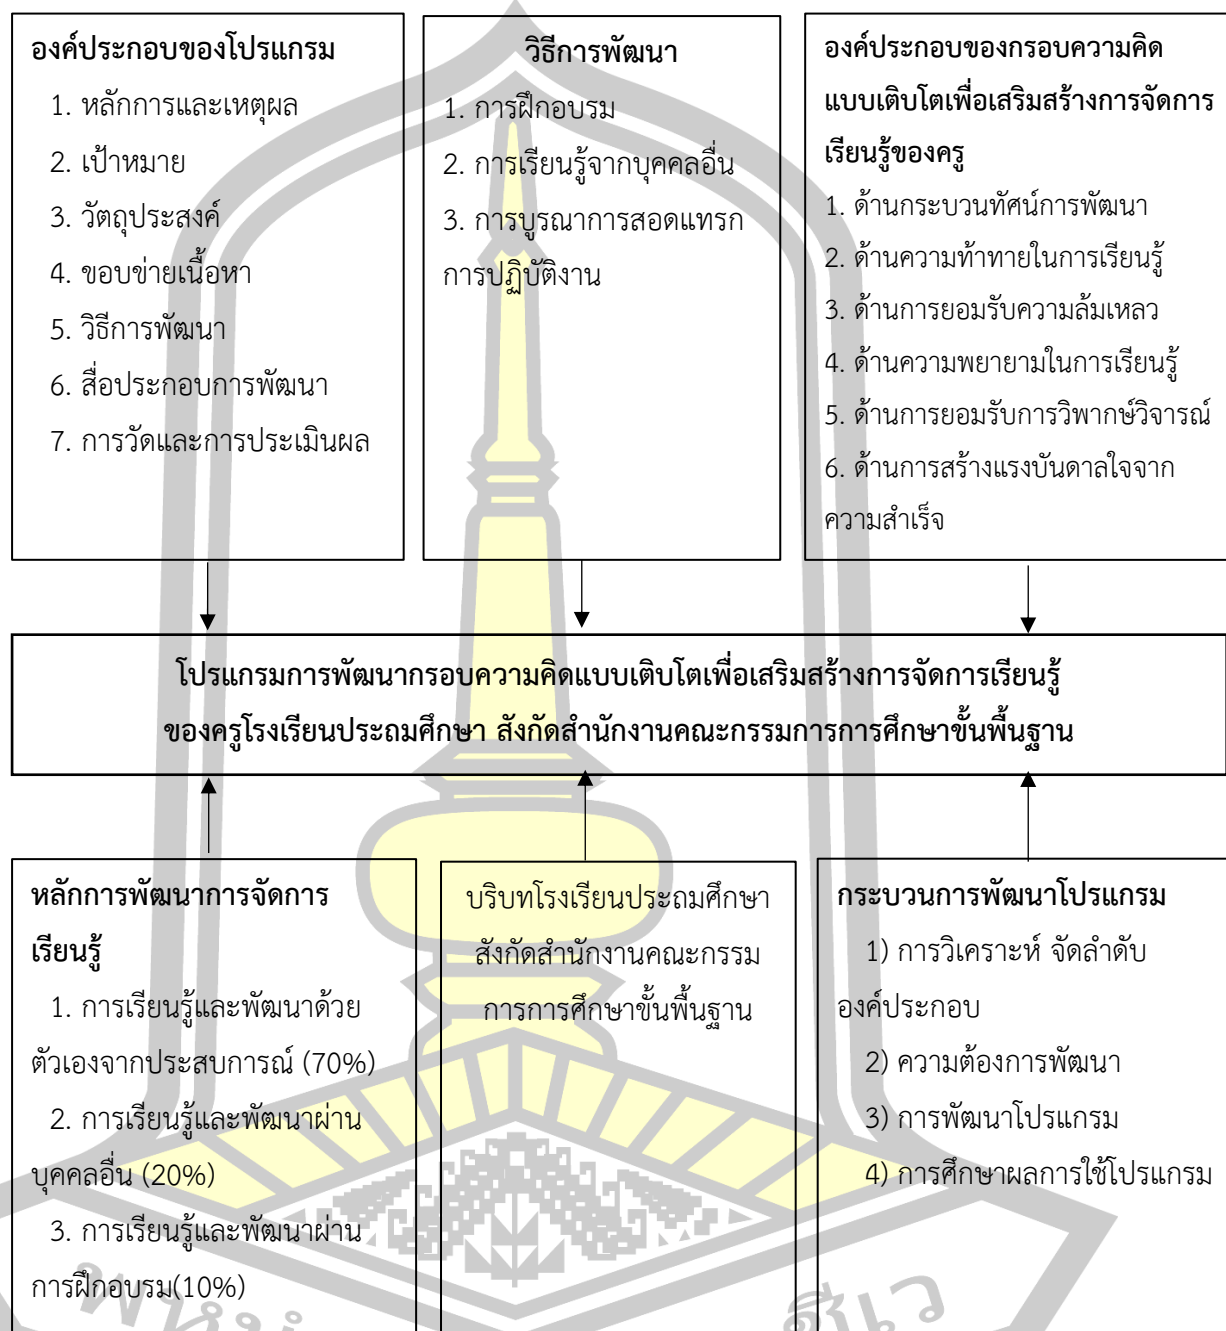 องค์ประกอบของโปรแกรม
1. หลักการและเหตุผล
2. เป้าหมาย
3. วัตถุประสงค์
4. ขอบข่ายเนื้อหา
5. วิธีการพัฒนา
6. สื่อประกอบการพัฒนา
7. การวัดและการประเมินผล
วิธีการพัฒนา
1. การฝึกอบรม
2. การเรียนรู้จากบุคคลอื่น
3. การบูรณาการสอดแทรก
การปฏิบัติงาน
องค์ประกอบของกรอบความคิด
แบบเติบโตเพื่อเสริมสร้างการจัดการ
เรียนรู้ของครู
1. ด้านกระบวนทัศน์การพัฒนา
2. ด้านความท้าทายในการเรียนรู้
3. ด้านการยอมรับความล้มเหลว
4. ด้านความพยายามในการเรียนรู้
5. ด้านการยอมรับการวิพากษ์วิจารณ์
6. ด้านการสร้างแรงบันดาลใจจาก
ความสำเร็จ
โปรแกรมการพัฒนากรอบความคิดแบบเติบโตเพื่อเสริมสร้างการจัดการเรียนรู้
ของครูโรงเรียนประถมศึกษา สังกัดสำนักงานคณะกรรมการการศึกษาขั้นพื้นฐาน
หลักการพัฒนาการจัดการ
เรียนรู้
1. การเรียนรู้และพัฒนาด้วย
ตัวเองจากประสบการณ์ (70%)
2. การเรียนรู้และพัฒนาผ่าน
บุคคลอื่น (20%)
3. การเรียนรู้และพัฒนาผ่าน
การฝึกอบรม(10%)
บริบทโรงเรียนประถมศึกษา
สังกัดสำนักงานคณะกรรม
การการศึกษาขั้นพื้นฐาน
กระบวนการพัฒนาโปรแกรม
1) การวิเคราะห์ จัดลำดับ
องค์ประกอบ
2) ความต้องการพัฒนา
3) การพัฒนาโปรแกรม
4) การศึกษาผลการใช้โปรแกรม